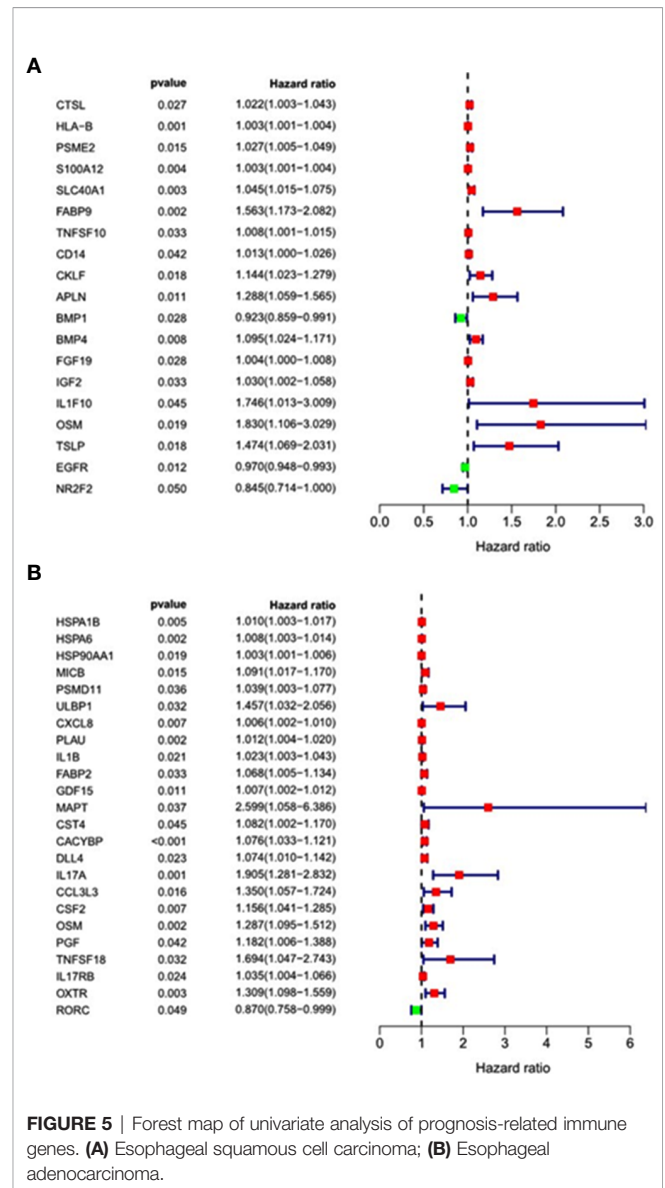 A
pvalue Hazard ratio
CTSL 0.027 1.022(1.003−1.043)
HLA−B 0.001 1.003(1.001−1.004)
PSME2 0.015 1.027(1.005−1.049)
S100A12 0.004 1.003(1.001−1.004)
SLC40A1 0.003 1.045(1.015−1.075)
FABP9 0.002 1.563(1.173−2.082)
TNFSF10 0.033 1.008(1.001−1.015)
CD14 0.042 1.013(1.000−1.026)
CKLF 0.018 1.144(1.023−1.279)
APLN 0.011 1.288(1.059−1.565)
BMP1 0.028 0.923(0.859−0.991)
BMP4 0.008 1.095(1.024−1.171)
FGF19 0.028 1.004(1.000−1.008)
IGF2 0.033 1.030(1.002−1.058)
IL1F10 0.045 1.746(1.013−3.009)
OSM 0.019 1.830(1.106−3.029)
TSLP 0.018 1.474(1.069−2.031)
EGFR 0.012 0.970(0.948−0.993)
NR2F2 0.050 0.845(0.714−1.000)
0.0 0.5 1.0 1.5 2.0 2.5 3.0
Hazard ratio
B
pvalue Hazard ratio
HSPA1B 0.005 1.010(1.003−1.017)
HSPA6 0.002 1.008(1.003−1.014)
HSP90AA1 0.019 1.003(1.001−1.006)
MICB 0.015 1.091(1.017−1.170)
PSMD11 0.036 1.039(1.003−1.077)
ULBP1 0.032 1.457(1.032−2.056)
CXCL8 0.007 1.006(1.002−1.010)
PLAU 0.002 1.012(1.004−1.020)
IL1B 0.021 1.023(1.003−1.043)
FABP2 0.033 1.068(1.005−1.134)
GDF15 0.011 1.007(1.002−1.012)
MAPT 0.037 2.599(1.058−6.386)
CST4 0.045 1.082(1.002−1.170)
CACYBP <0.001 1.076(1.033−1.121)
DLL4 0.023 1.074(1.010−1.142)
IL17A 0.001 1.905(1.281−2.832)
CCL3L3 0.016 1.350(1.057−1.724)
CSF2 0.007 1.156(1.041−1.285)
OSM 0.002 1.287(1.095−1.512)
PGF 0.042 1.182(1.006−1.388)
TNFSF18 0.032 1.694(1.047−2.743)
IL17RB 0.024 1.035(1.004−1.066)
OXTR 0.003 1.309(1.098−1.559)
RORC 0.049 0.870(0.758−0.999)
0 1 2 3 4 5 6
Hazard ratio
FIGURE 5 | Forest map of univariate analysis of prognosis-related immune
genes. (A) Esophageal squamous cell carcinoma; (B) Esophageal
adenocarcinoma.